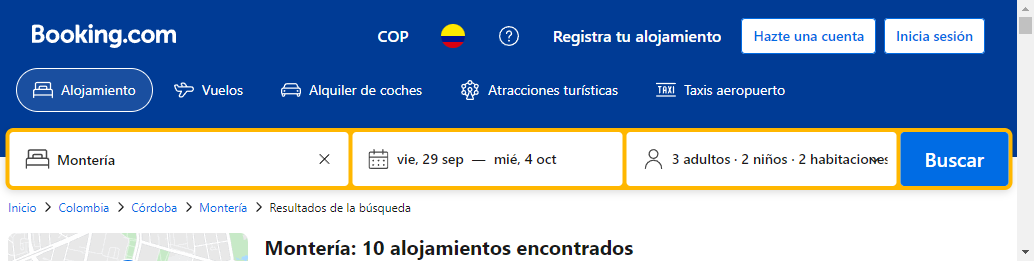 Booking.com COP Registra tu alojamiento Hazte una cuenta Inicia sesión
Alojamiento Vuelos Alquiler de coches Atracciones turísticas TAXI Taxis aeropuerto
Montería vie, 29 sep — mié, 4 oct 3 adultos · 2 niños · 2 habitaciones Buscar
Inicio > Colombia > Córdoba > Montería > Resultados de la búsqueda
Montería: 10 alojamientos encontrados